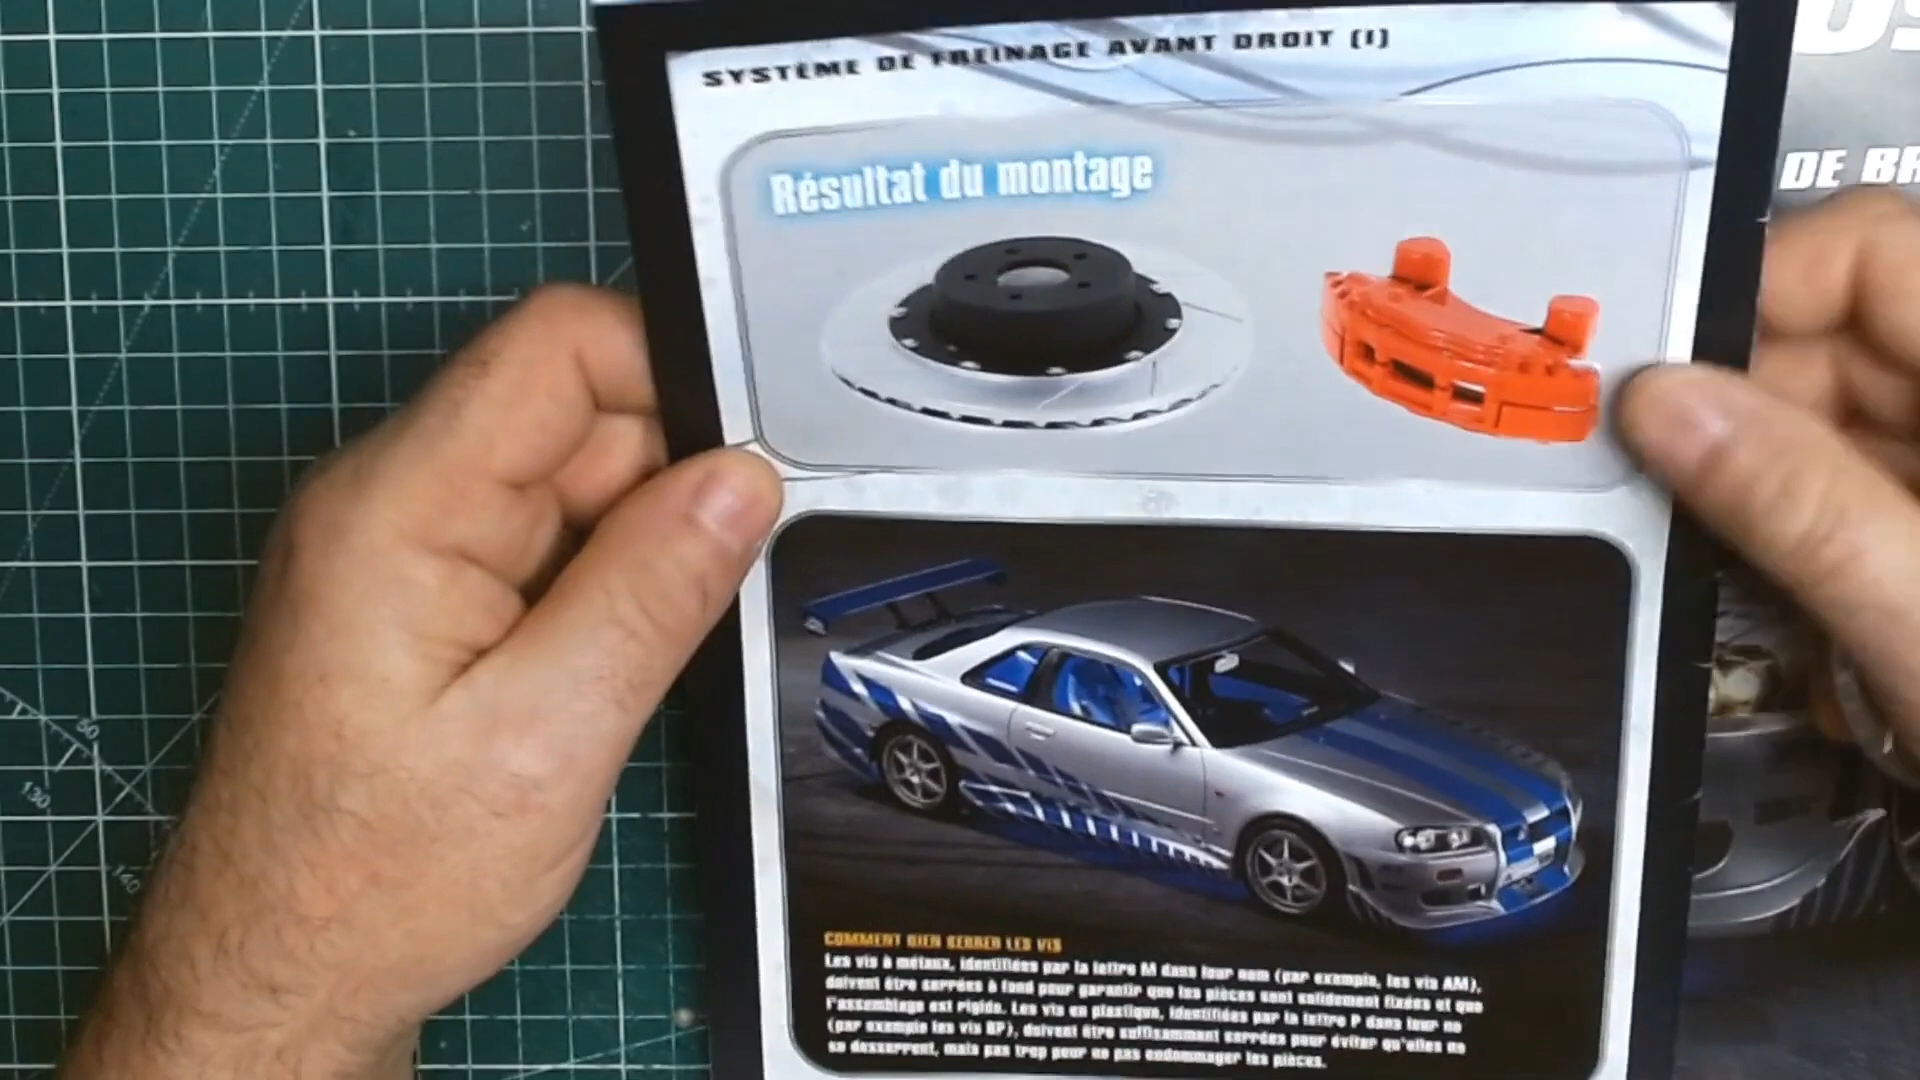 SYSTÈME DE FREINAGE AVANT DROIT (I)
DE BR
Résultat du montage
COMMENT BIEN SERRER LES VIS
Les vis à métaux, identifiées par la lettre M dans leur nom (par exemple, les vis AM),
doivent être serrées à fond pour garantir que les pièces sont solidement fixées et que
l'assemblage est rigide. Les vis en plastique, identifiées par la lettre P dans leur no
(par exemple les vis BP), doivent être suffisamment serrées pour éviter qu'elles ne
se desserrent, mais pas trop pour ne pas endommager les pièces.
50
130
140